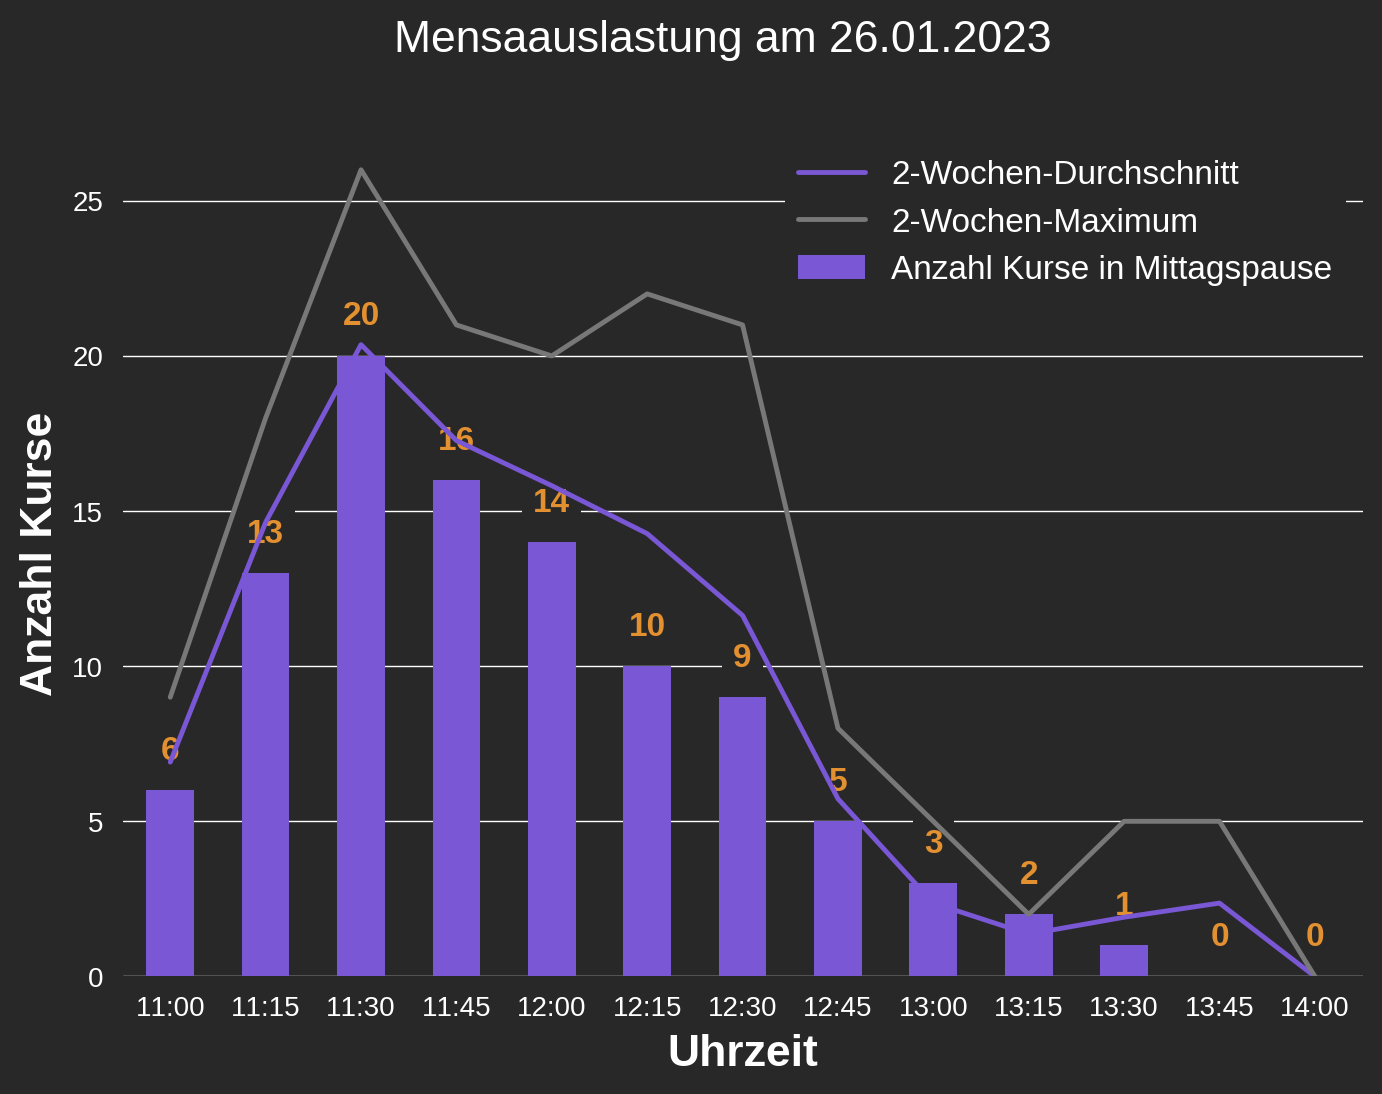 Mensaauslastung am 26.01.2023
2-Wochen-Durchschnitt
2-Wochen-Maximum
Anzahl Kurse in Mittagspause
Anzahl Kurse
25
20
15
10
5
0
6
13
20
16
14
10
9
5
3
2
1
0
0
11:00 11:15 11:30 11:45 12:00 12:15 12:30 12:45 13:00 13:15 13:30 13:45 14:00
Uhrzeit